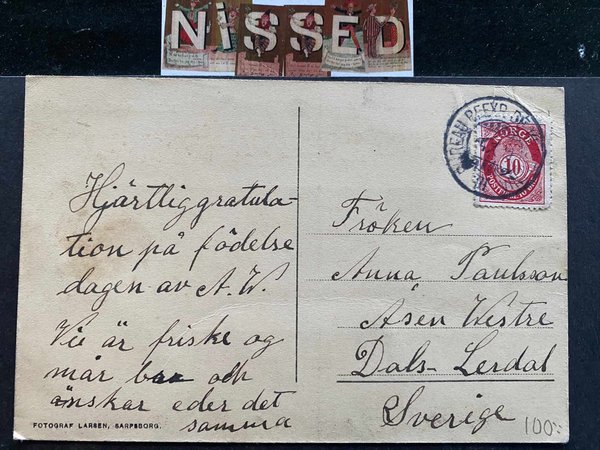 NISSED
Hjärtliggratula-
tion på födelse
dagen av A.W.
Vii är friske og
mår bra och
önskar eder det
samma
FOTOGRAF LARSEN, SARPSBORG.
NORGE
10
Fröken
Anna Paulsson
Åsen Westre
Dals-Lerdal
Sverige
100:-